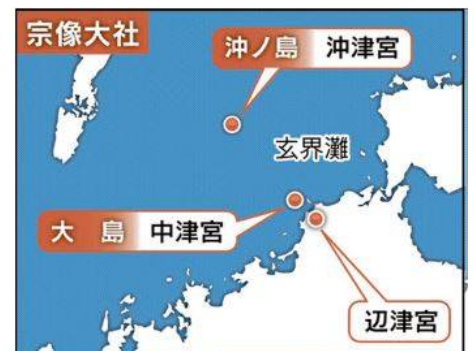 宗像大社
沖ノ島 沖津宮
玄界灘
大 島 中津宮
辺津宮